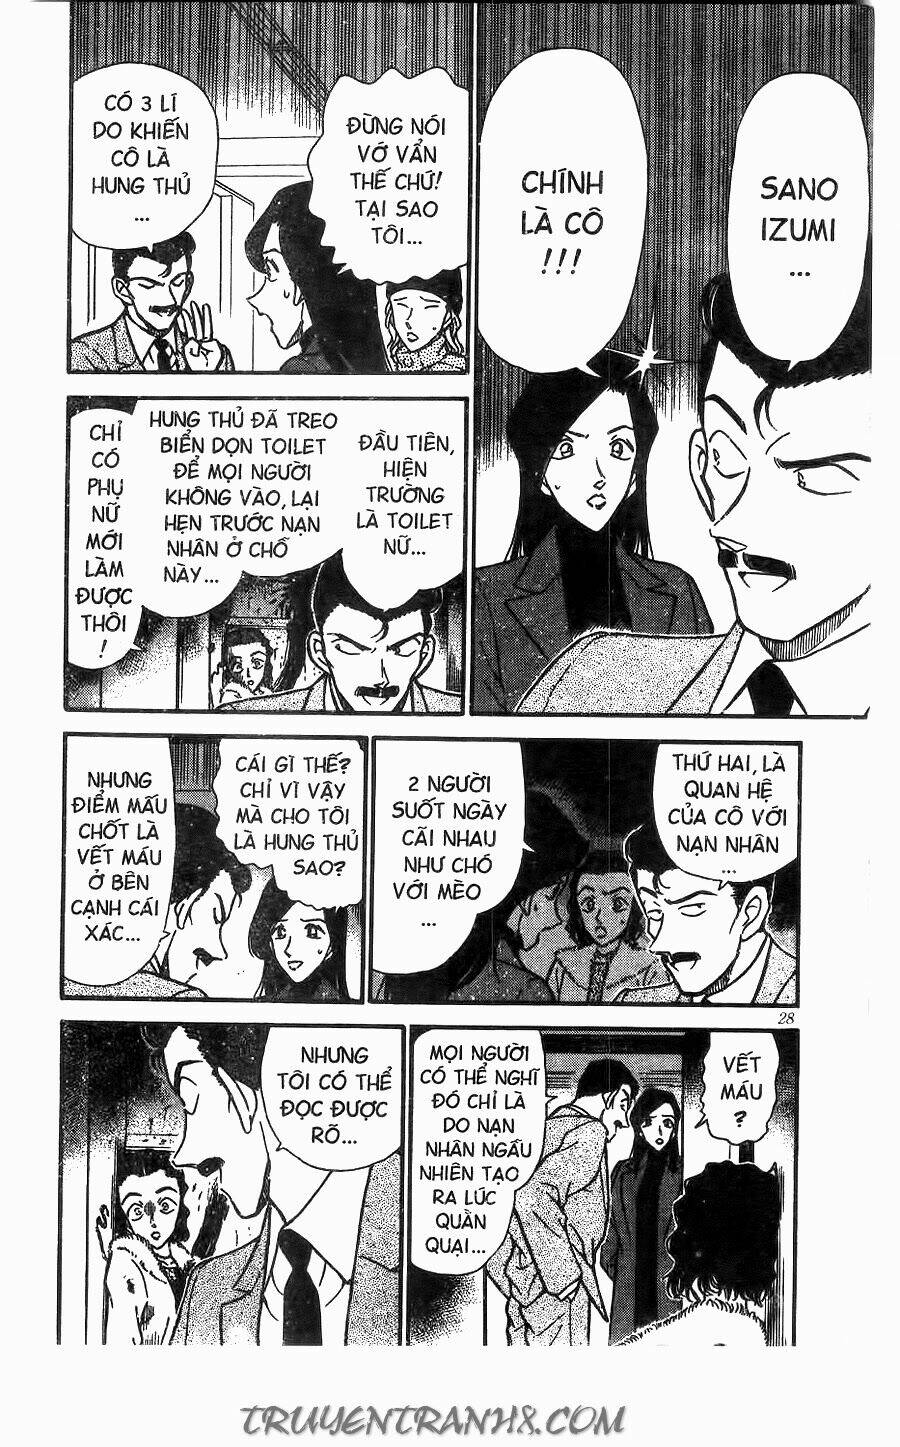 SANO
IZUMI
...
CHÍNH
LÀ CÔ
!!!
ĐỪNG NÓI
VỚ VẨN
THẾ CHỨ!
TẠI SAO
TÔI...
CÓ 3 LÍ
DO KHIẾN
CÔ LÀ
HUNG THỦ
...
ĐẦU TIÊN,
HIỆN
TRƯỜNG
LÀ TOILET
NỮ...
HUNG THỦ ĐÃ TREO
BIỂN DỌN TOILET
ĐỂ MỌI NGƯỜI
KHÔNG VÀO, LẠI
HẸN TRƯỚC NẠN
NHÂN Ở CHỖ
NÀY...
CHỈ
CÓ
PHỤ
NỮ
MỚI
LÀM
ĐƯỢC
THÔI
!
THỨ HAI, LÀ
QUAN HỆ
CỦA CÔ VỚI
NẠN NHÂN
...
2 NGƯỜI
SUỐT NGÀY
CÃI NHAU
NHƯ CHÓ
VỚI MÈO
...
CÁI GÌ THẾ?
CHỈ VÌ VẬY
MÀ CHO TÔI
LÀ HUNG THỦ
SAO?
NHƯNG
ĐIỂM MẤU
CHỐT LÀ
VẾT MÁU
Ở BÊN
CẠNH CÁI
XÁC...
28
VẾT
MÁU
?
MỌI NGƯỜI
CÓ THỂ NGHĨ
ĐÓ CHỈ LÀ
DO NẠN
NHÂN NGẪU
NHIÊN TẠO
RA LÚC
QUẰN
QUẠI...
NHƯNG
TÔI CÓ THỂ
ĐỌC ĐƯỢC
RÕ...
TRUYENTRANH8.COM